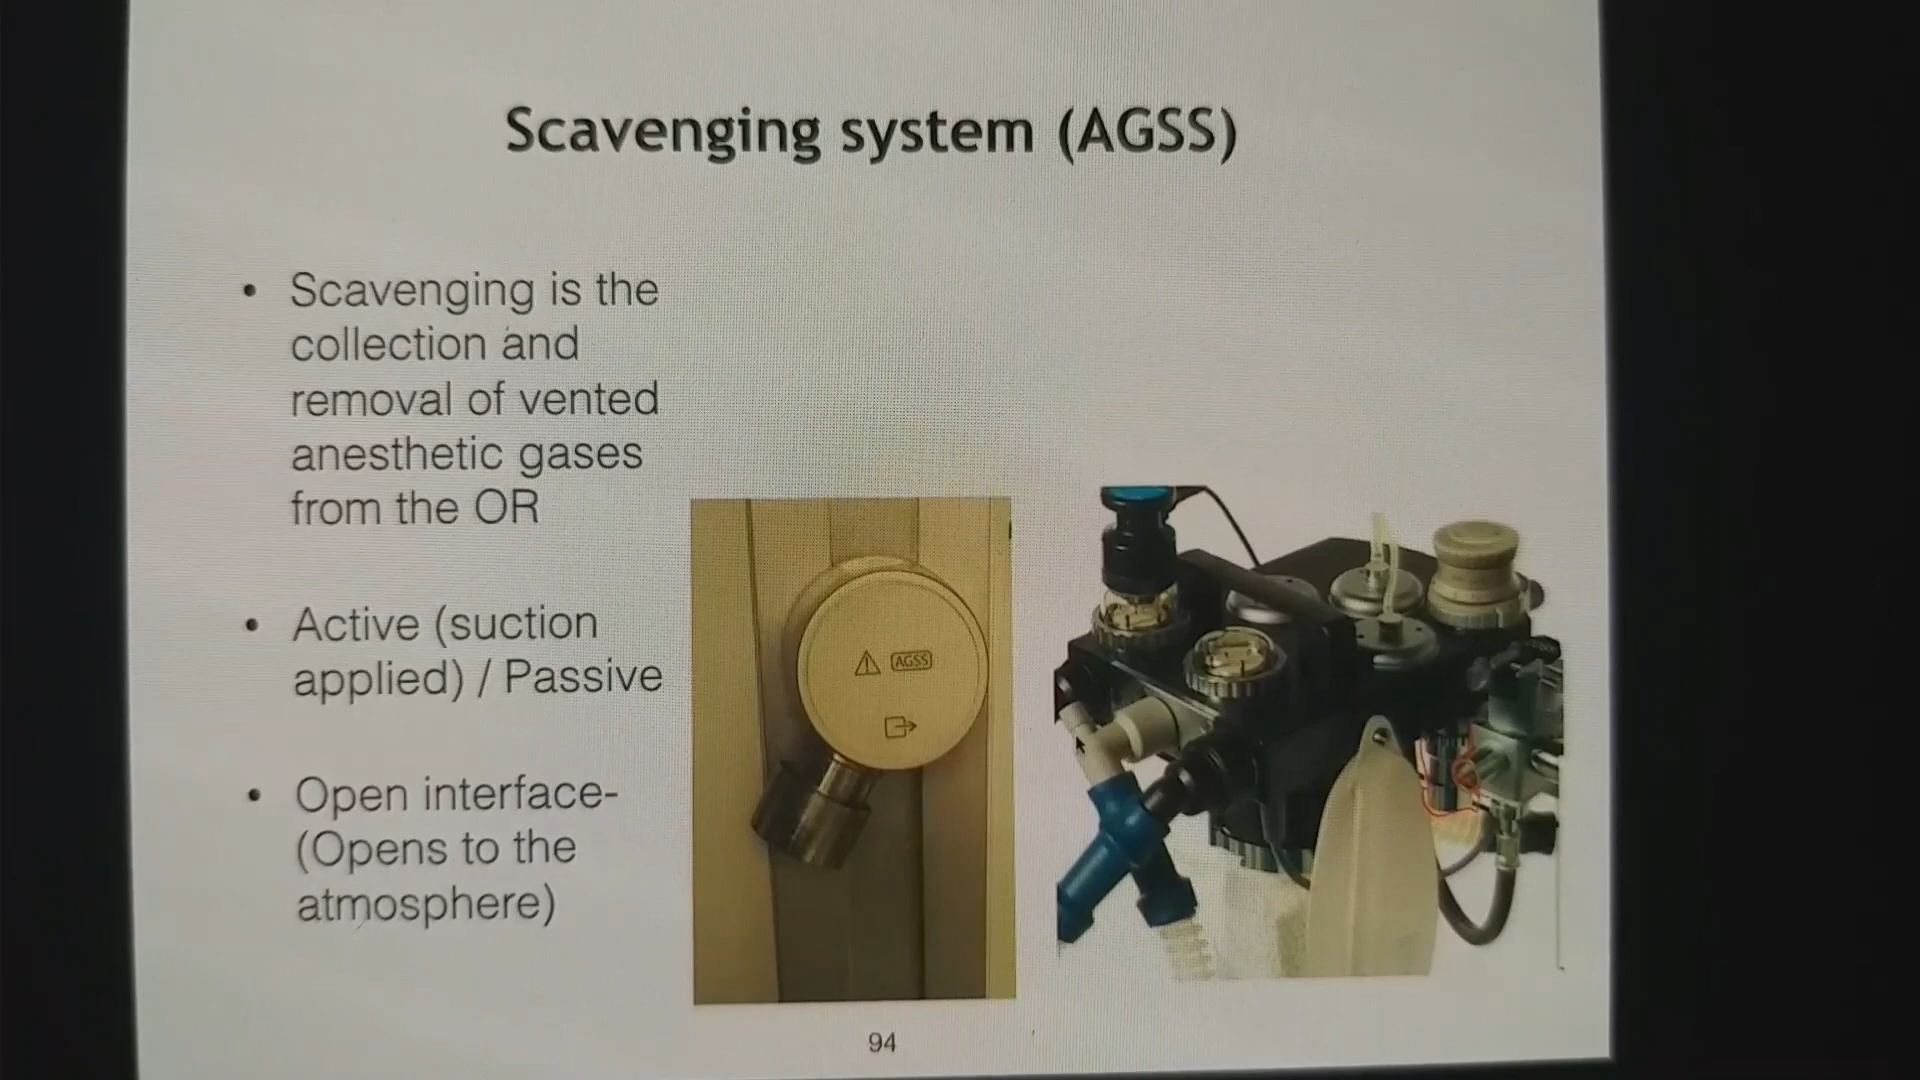 Scavenging system (AGSS)
• Scavenging is the
collection and
removal of vented
anesthetic gases
from the OR
• Active (suction
applied) / Passive
• Open interface-
(Opens to the
atmosphere)
AGSS
94